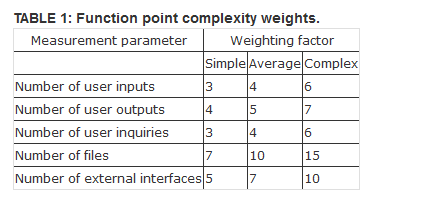 TABLE 1: Function point complexity weights.
Measurement parameter Weighting factor
Simple Average Complex
Number of user inputs 3 4 6
Number of user outputs 4 5 7
Number of user inquiries 3 4 6
Number of files 7 10 15
Number of external interfaces 5 7 10